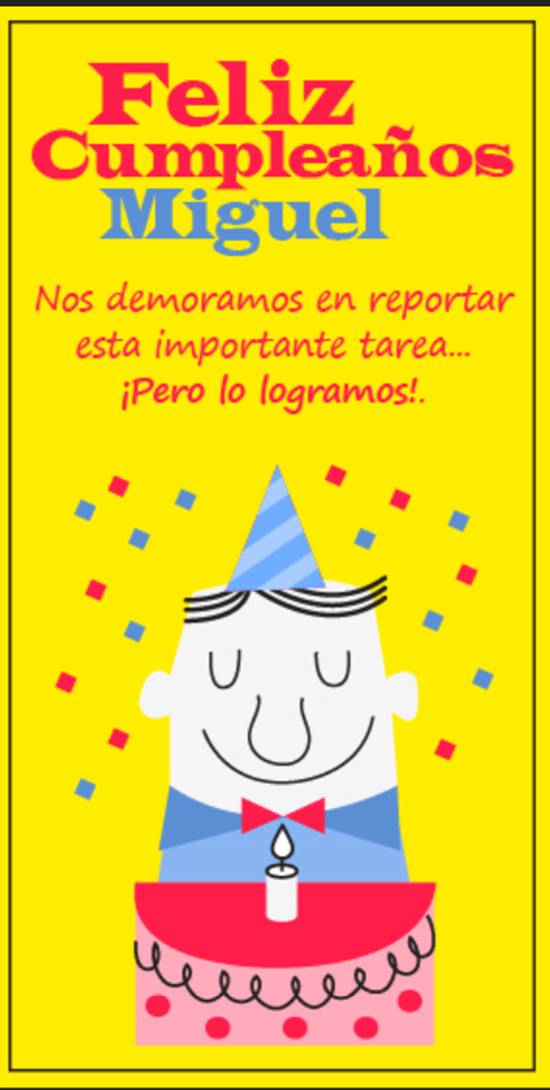 Feliz
Cumpleaños
Miguel
Nos demoramos en reportar
esta importante tarea...
¡Pero lo logramos!.